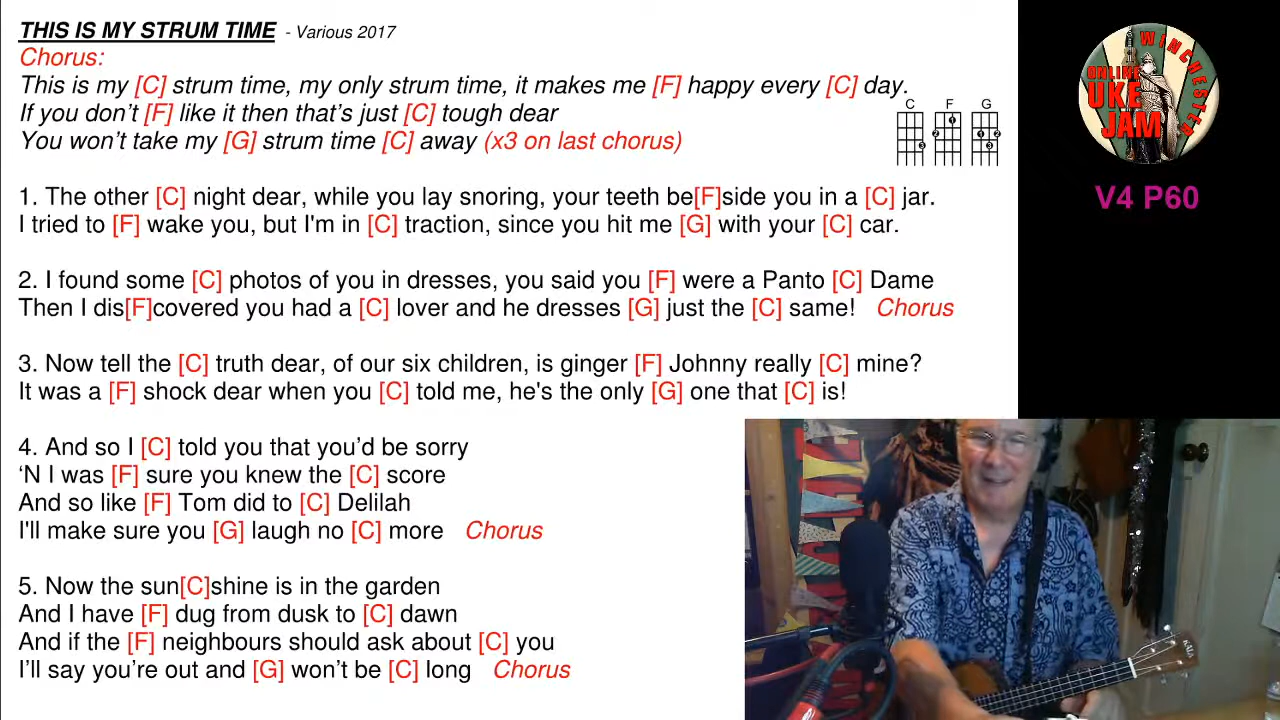 THIS IS MY STRUM TIME - Various 2017
Chorus:
This is my [C] strum time, my only strum time, it makes me [F] happy every [C] day.
If you don't [F] like it then that's just [C] tough dear
You won't take my [G] strum time [C] away (x3 on last chorus)
C F G
1. The other [C] night dear, while you lay snoring, your teeth be[F]side you in a [C] jar.
I tried to [F] wake you, but I'm in [C] traction, since you hit me [G] with your [C] car.
2. I found some [C] photos of you in dresses, you said you [F] were a Panto [C] Dame
Then I dis[F]covered you had a [C] lover and he dresses [G] just the [C] same! Chorus
3. Now tell the [C] truth dear, of our six children, is ginger [F] Johnny really [C] mine?
It was a [F] shock dear when you [C] told me, he's the only [G] one that [C] is!
4. And so I [C] told you that you’d be sorry
‘N I was [F] sure you knew the [C] score
And so like [F] Tom did to [C] Delilah
I'll make sure you [G] laugh no [C] more Chorus
5. Now the sun[C]shine is in the garden
And I have [F] dug from dusk to [C] dawn
And if the [F] neighbours should ask about [C] you
I’ll say you’re out and [G] won’t be [C] long Chorus
WINCHESTER
ONLINE
UKE
JAM
V4 P60
KALA